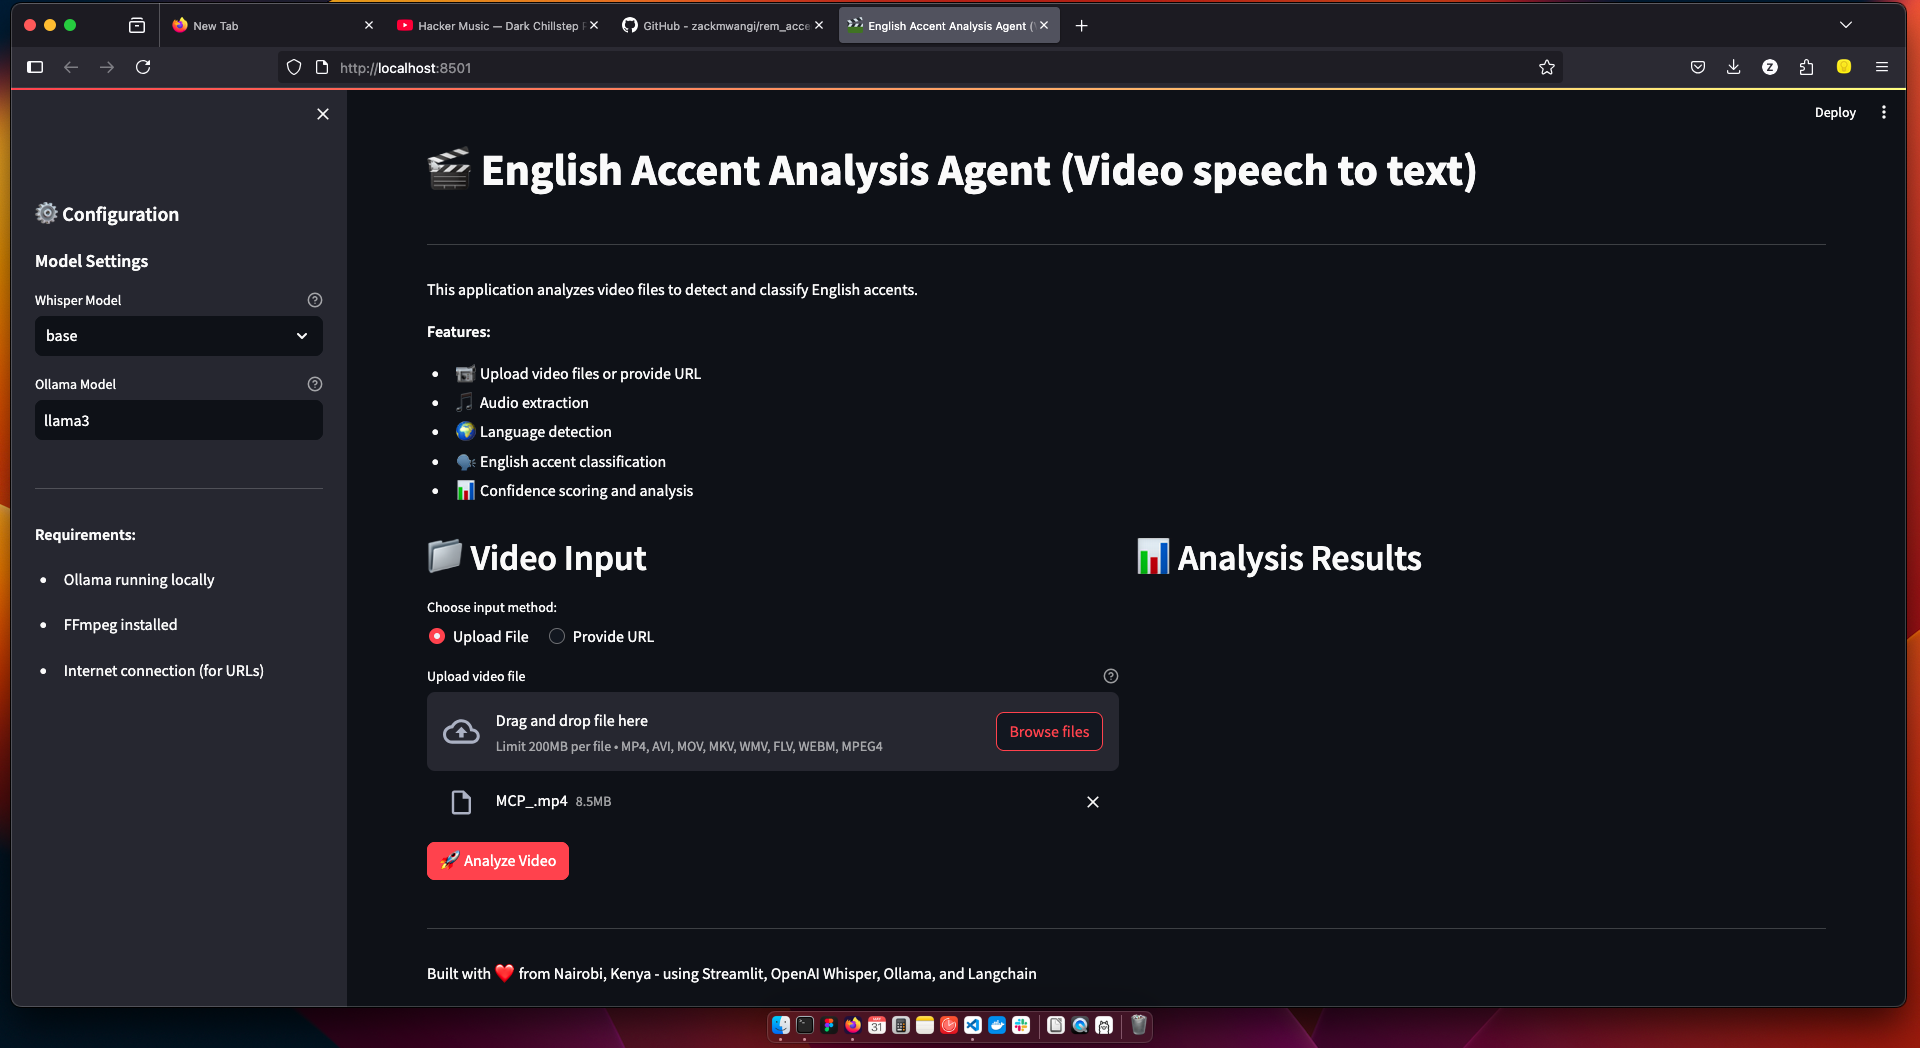 New Tab
Hacker Music — Dark Chillstep
GitHub - zackmwangi/rem_acce
English Accent Analysis Agent (
http://localhost:8501
Z
Deploy
English Accent Analysis Agent (Video speech to text)
Configuration
Model Settings
Whisper Model
base
Ollama Model
llama3
Requirements:
Ollama running locally
FFmpeg installed
Internet connection (for URLs)
This application analyzes video files to detect and classify English accents.
Features:
Upload video files or provide URL
Audio extraction
Language detection
English accent classification
Confidence scoring and analysis
Video Input
Choose input method:
Upload File
Provide URL
Upload video file
Drag and drop file here
Limit 200MB per file • MP4, AVI, MOV, MKV, WMV, FLV, WEBM, MPEG4
Browse files
MCP_.mp4 8.5MB
Analyze Video
Analysis Results
Built with ❤️ from Nairobi, Kenya - using Streamlit, OpenAI Whisper, Ollama, and Langchain
31